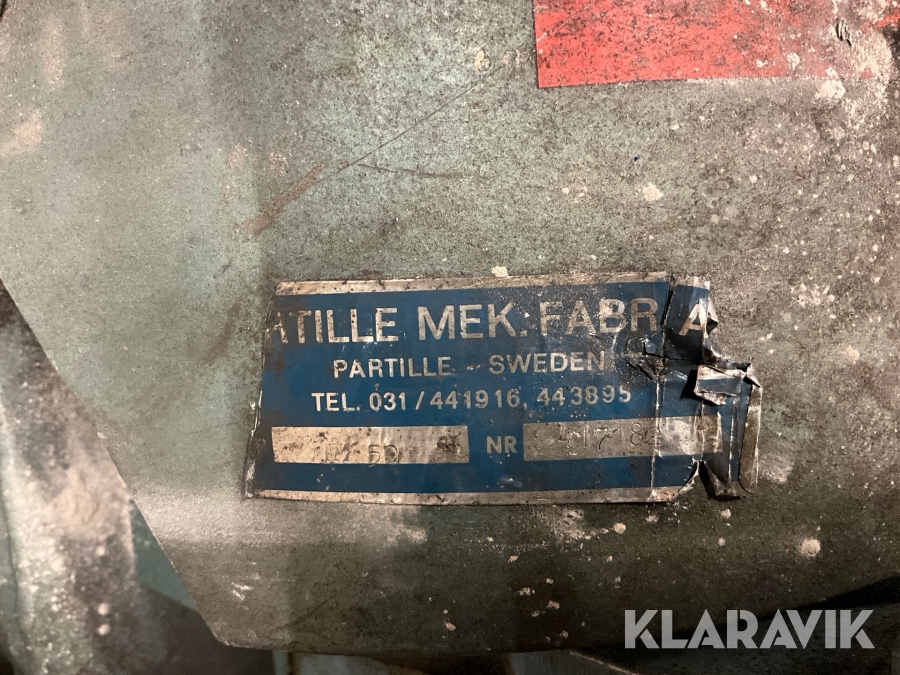 ATILLE MEK. FABR A
PARTILLE - SWEDEN
TEL. 031/441916, 443895
NR
KLARAVIK